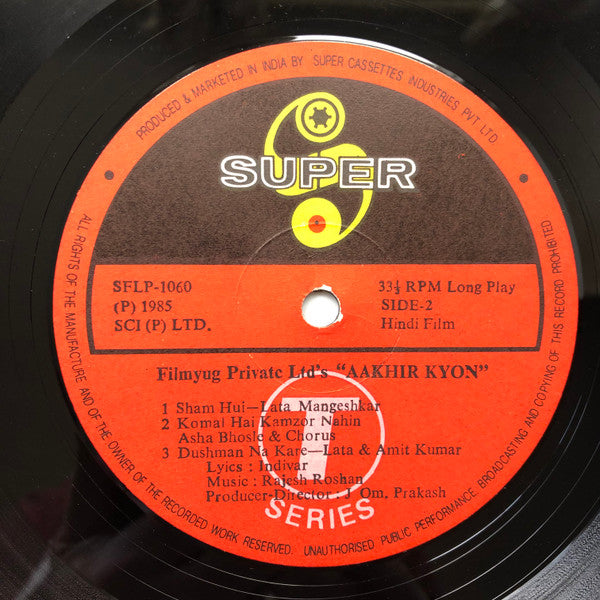 PRODUCED & MARKETED IN INDIA BY SUPER CASSETTES INDUSTRIES PVT. LTD.
SUPER
SFLP-1060
(P) 1985
SCI (P) LTD.
33⅓ RPM Long Play
SIDE-2
Hindi Film
Filmyug Private Ltd's "AAKHIR KYON"
1 Sham Hui—Lata Mangeshkar
2 Komal Hai Kamzor Nahin
Asha Bhosle & Chorus
3 Dushman Na Kare—Lata & Amit Kumar
Lyrics : Indivar
Music : Rajesh Roshan
Producer-Director : J Om. Prakash
T
SERIES
ALL RIGHTS OF THE MANUFACTURE AND OF THE OWNER OF THE RECORDED WORK RESERVED. UNAUTHORISED PUBLIC PERFORMANCE, BROADCASTING AND COPYING OF THIS RECORD PROHIBITED